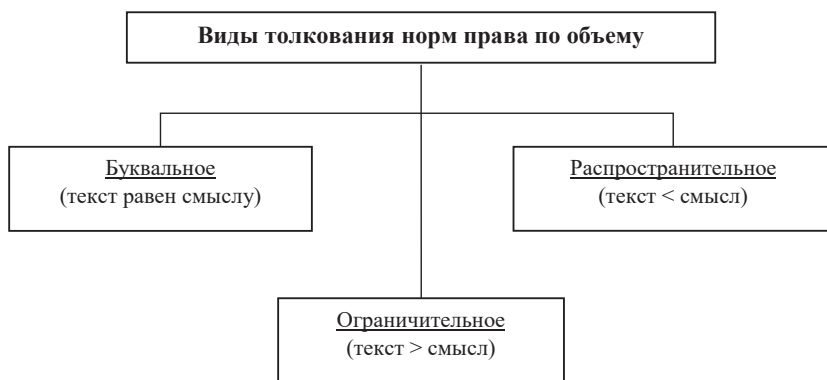 Виды толкования норм права по объему
Буквальное
(текст равен смыслу)
Распространительное
(текст < смысл)
Ограничительное
(текст > смысл)